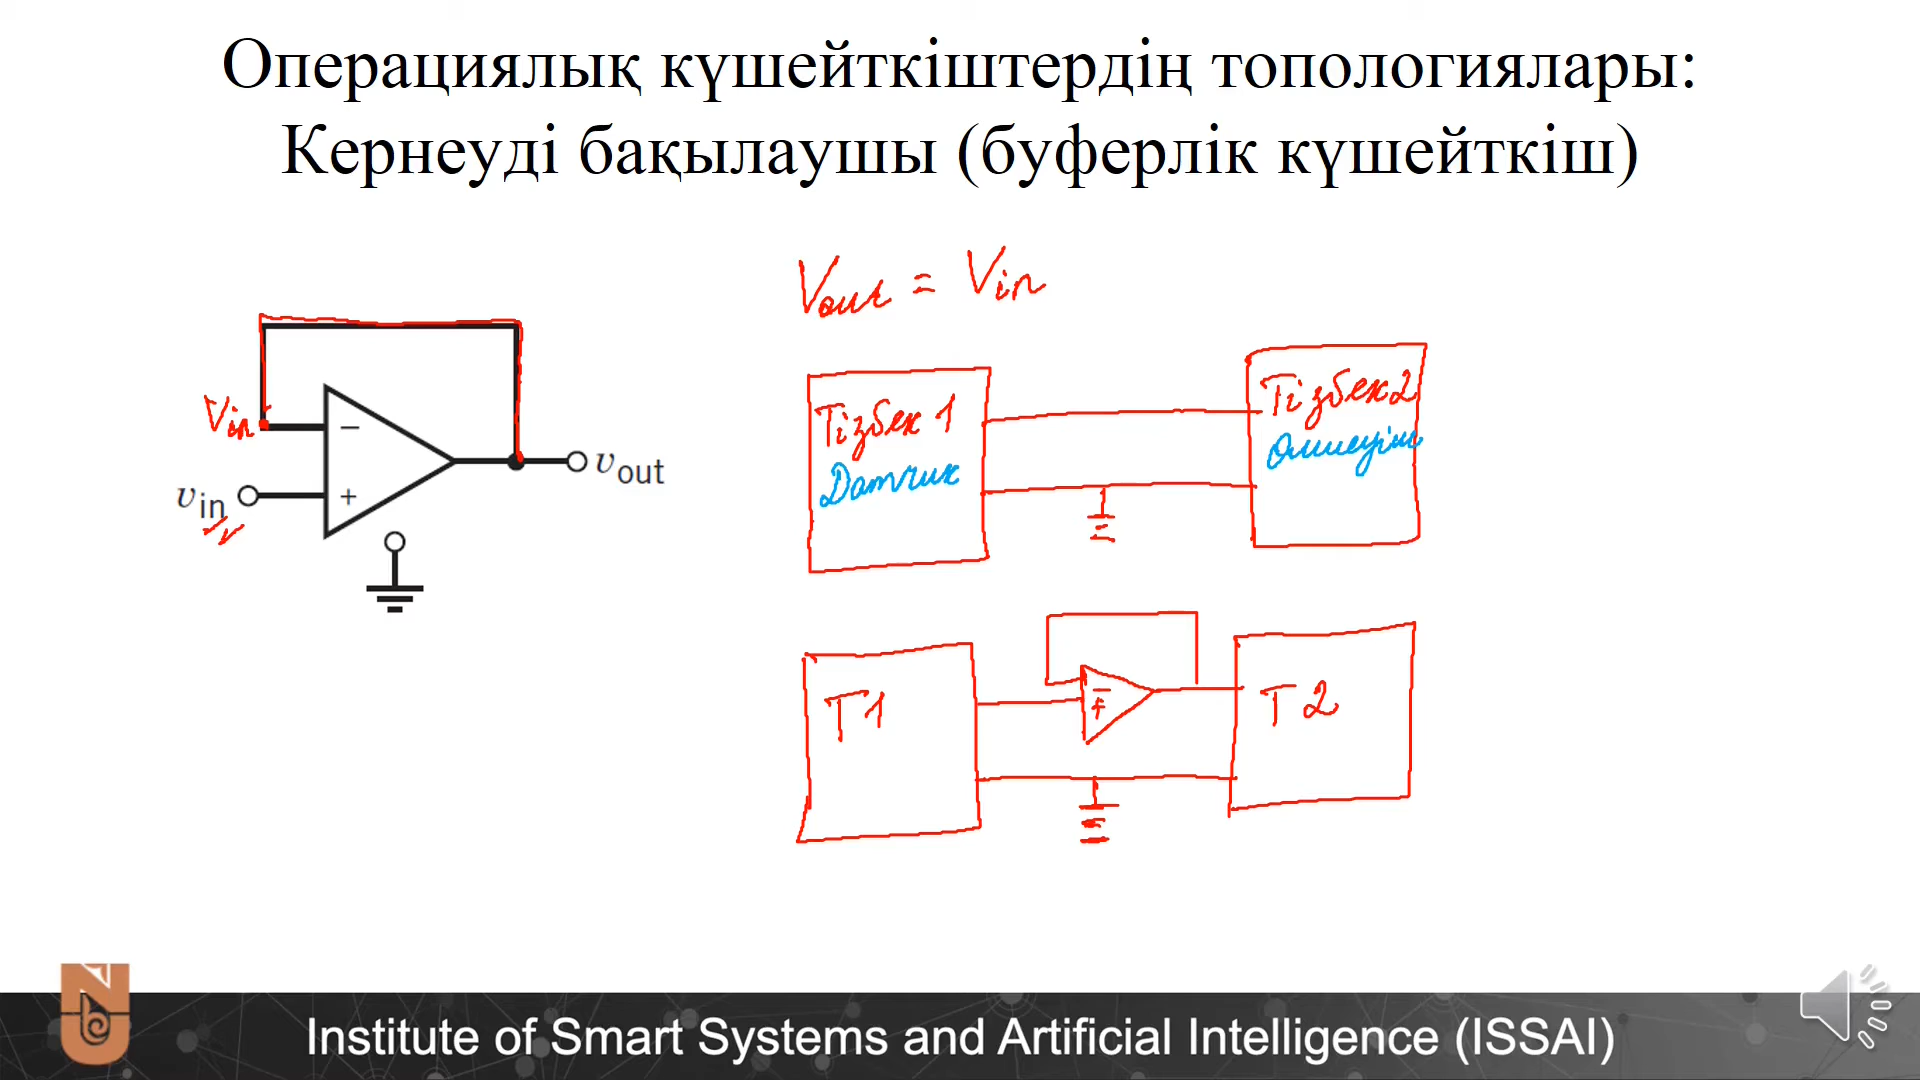 Операциялық күшейткіштердің топологиялары:
Кернеуді бақылаушы (буферлік күшейткіш)
Vout = Vin
Vin
−
vin
+
vout
Тізбек 1
Датчик
Тізбек 2
Өлшеуіш
T1
−
+
T2
Institute of Smart Systems and Artificial Intelligence (ISSAI)